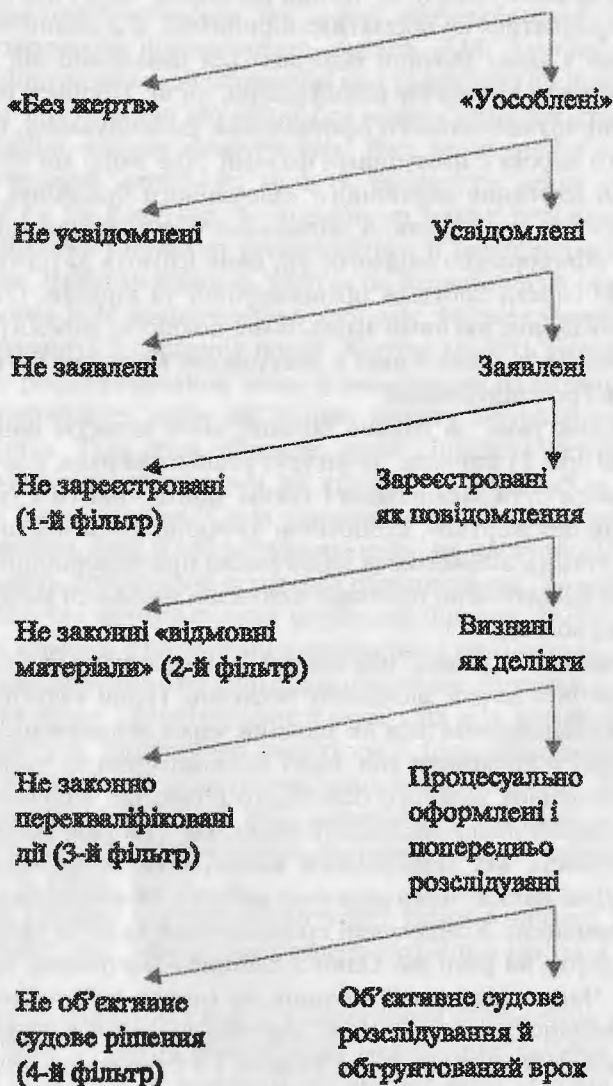 «Без жертв»
«Уособлені»
Не усвідомлені
Усвідомлені
Не заявлені
Заявлені
Не зареєстровані
(1-й фільтр)
Зареєстровані
як повідомлення
Не законні «відмовні
матеріали» (2-й фільтр)
Визнані
як делікти
Не законно
перекваліфіковані
дії (3-й фільтр)
Процесуально
оформлені і
попередньо
розслідувані
Не об'єктивне
судове рішення
(4-й фільтр)
Об'єктивне судове
розслідування й
обгрунтований врок